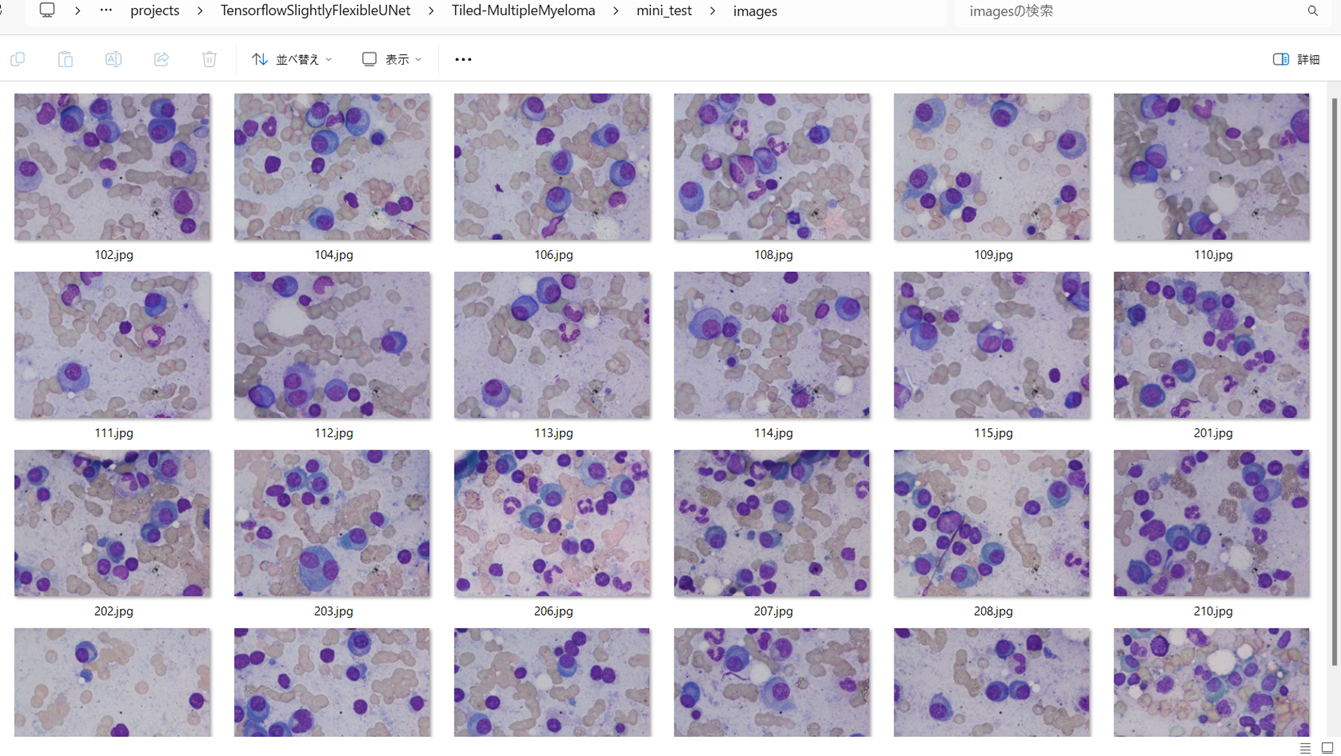 projects > TensorflowSlightlyFlexibleUNet > Tiled-MultipleMyeloma > mini_test > images
imagesの検索
並べ替え 表示 詳細
102.jpg 104.jpg 106.jpg 108.jpg 109.jpg 110.jpg
111.jpg 112.jpg 113.jpg 114.jpg 115.jpg 201.jpg
202.jpg 203.jpg 206.jpg 207.jpg 208.jpg 210.jpg